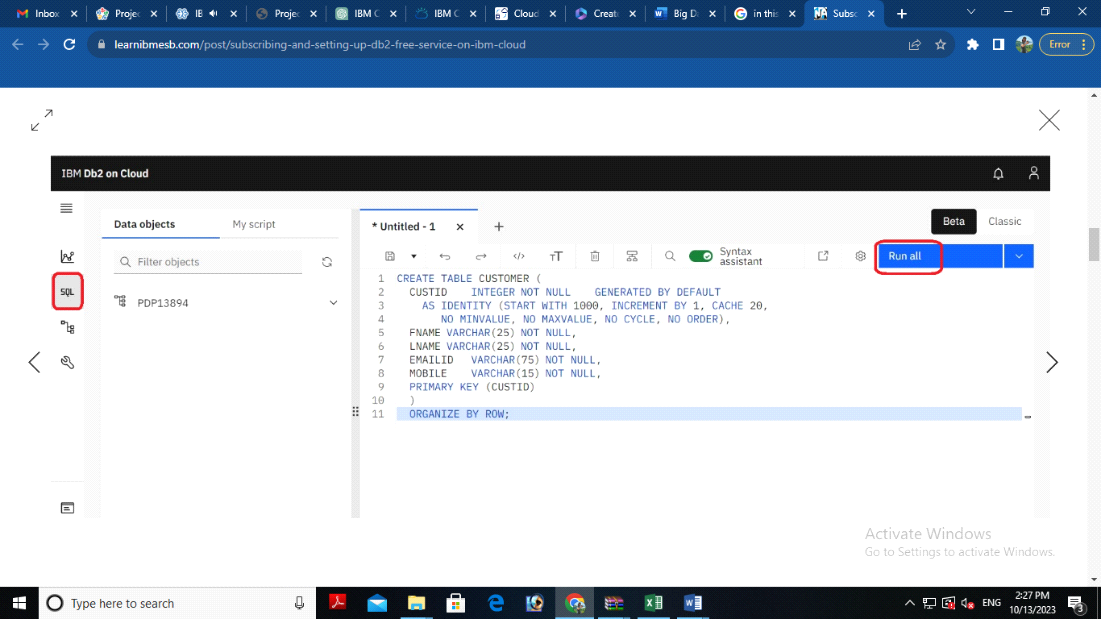 Inbox
Projec
IE
Projec
IBM C
IBM C
Cloud
Create
Big Da
in this
Subsc
learnibmesb.com/post/subscribing-and-setting-up-db2-free-service-on-ibm-cloud
Error
IBM Db2 on Cloud
Data objects My script
Filter objects
PDP13894
SQL
* Untitled - 1
Beta Classic
Syntax
assistant
Run all
1 CREATE TABLE CUSTOMER (
2 CUSTID INTEGER NOT NULL GENERATED BY DEFAULT
3 AS IDENTITY (START WITH 1000, INCREMENT BY 1, CACHE 20,
4 NO MINVALUE, NO MAXVALUE, NO CYCLE, NO ORDER),
5 FNAME VARCHAR(25) NOT NULL,
6 LNAME VARCHAR(25) NOT NULL,
7 EMAILID VARCHAR(75) NOT NULL,
8 MOBILE VARCHAR(15) NOT NULL,
9 PRIMARY KEY (CUSTID)
10 )
11 ORGANIZE BY ROW;
Activate Windows
Go to Settings to activate Windows.
Type here to search
ENG
2:27 PM
10/13/2023
3